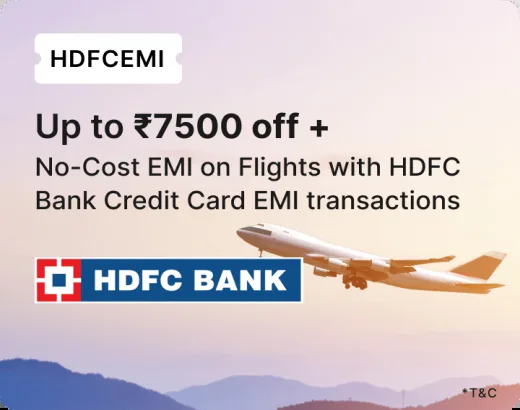 HDFCEMI
Up to ₹7500 off +
No-Cost EMI on Flights with HDFC
Bank Credit Card EMI transactions
HDFC BANK
*T&C